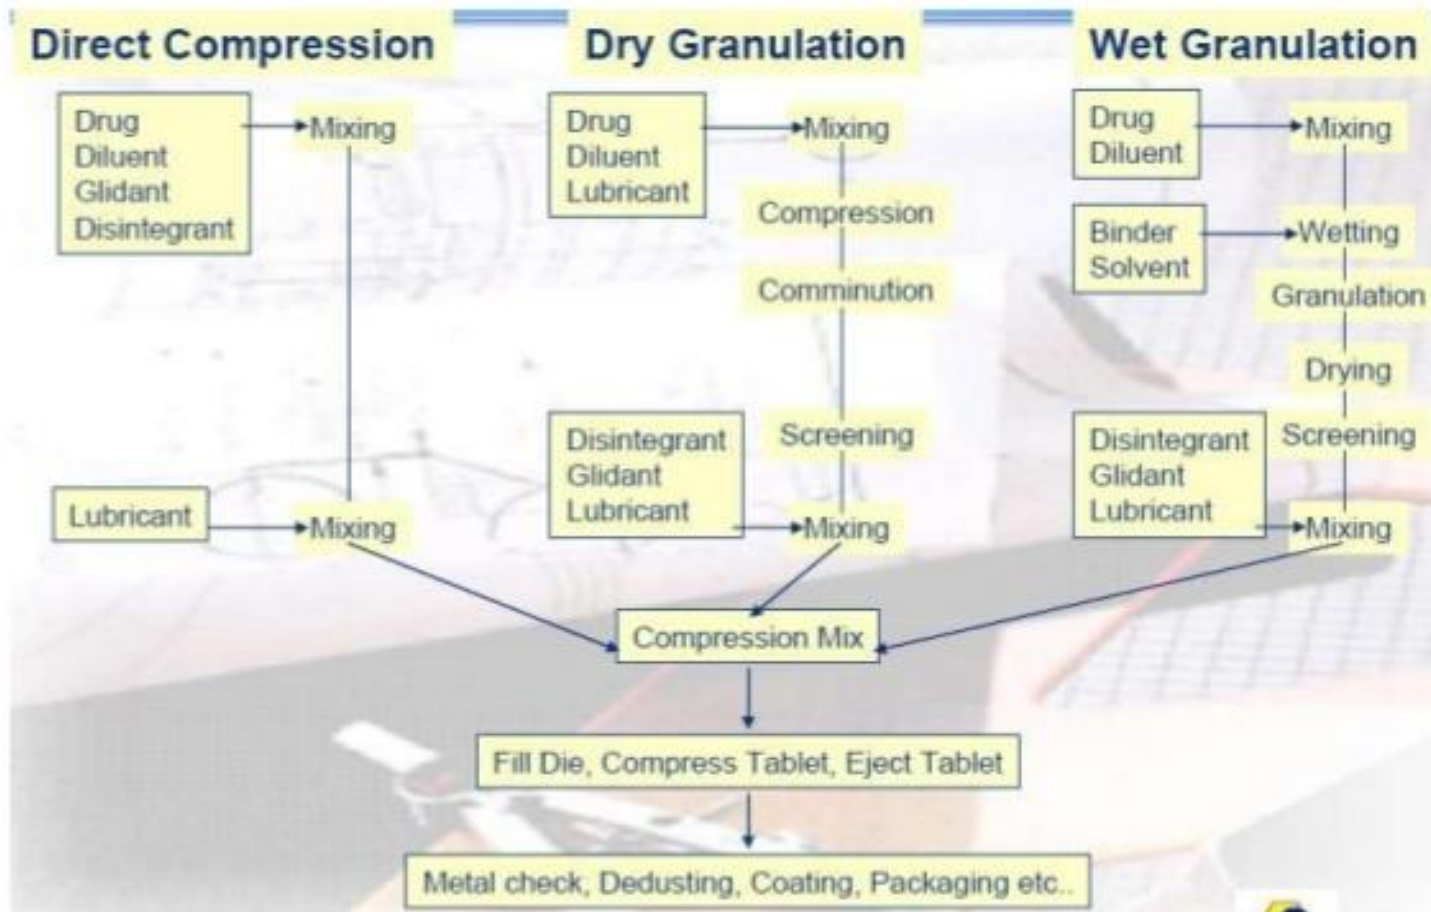 Direct Compression
Drug
Diluent
Glidant
Disintegrant
Mixing
Lubricant
Mixing
Dry Granulation
Drug
Diluent
Lubricant
Mixing
Compression
Comminution
Screening
Disintegrant
Glidant
Lubricant
Mixing
Wet Granulation
Drug
Diluent
Mixing
Binder
Solvent
Wetting
Granulation
Drying
Screening
Disintegrant
Glidant
Lubricant
Mixing
Compression Mix
Fill Die, Compress Tablet, Eject Tablet
Metal check, Dedusting, Coating, Packaging etc..